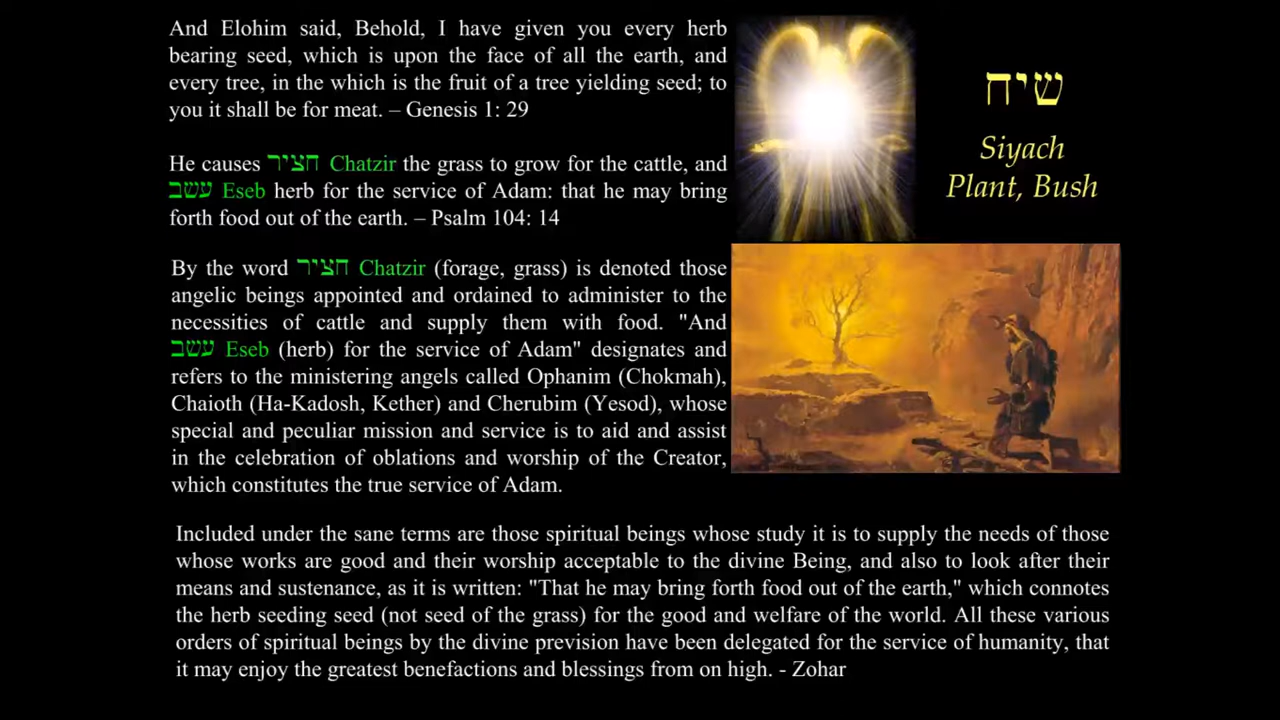 And Elohim said, Behold, I have given you every herb
bearing seed, which is upon the face of all the earth, and
every tree, in the which is the fruit of a tree yielding seed; to
you it shall be for meat. – Genesis 1: 29
He causes חציר Chatzir the grass to grow for the cattle, and
עשב Eseb herb for the service of Adam: that he may bring
forth food out of the earth. – Psalm 104: 14
By the word חציר Chatzir (forage, grass) is denoted those
angelic beings appointed and ordained to administer to the
necessities of cattle and supply them with food. "And
עשב Eseb (herb) for the service of Adam" designates and
refers to the ministering angels called Ophanim (Chokmah),
Chaioth (Ha-Kadosh, Kether) and Cherubim (Yesod), whose
special and peculiar mission and service is to aid and assist
in the celebration of oblations and worship of the Creator,
which constitutes the true service of Adam.
שיח
Siyach
Plant, Bush
Included under the sane terms are those spiritual beings whose study it is to supply the needs of those
whose works are good and their worship acceptable to the divine Being, and also to look after their
means and sustenance, as it is written: "That he may bring forth food out of the earth," which connotes
the herb seeding seed (not seed of the grass) for the good and welfare of the world. All these various
orders of spiritual beings by the divine prevision have been delegated for the service of humanity, that
it may enjoy the greatest benefactions and blessings from on high. - Zohar